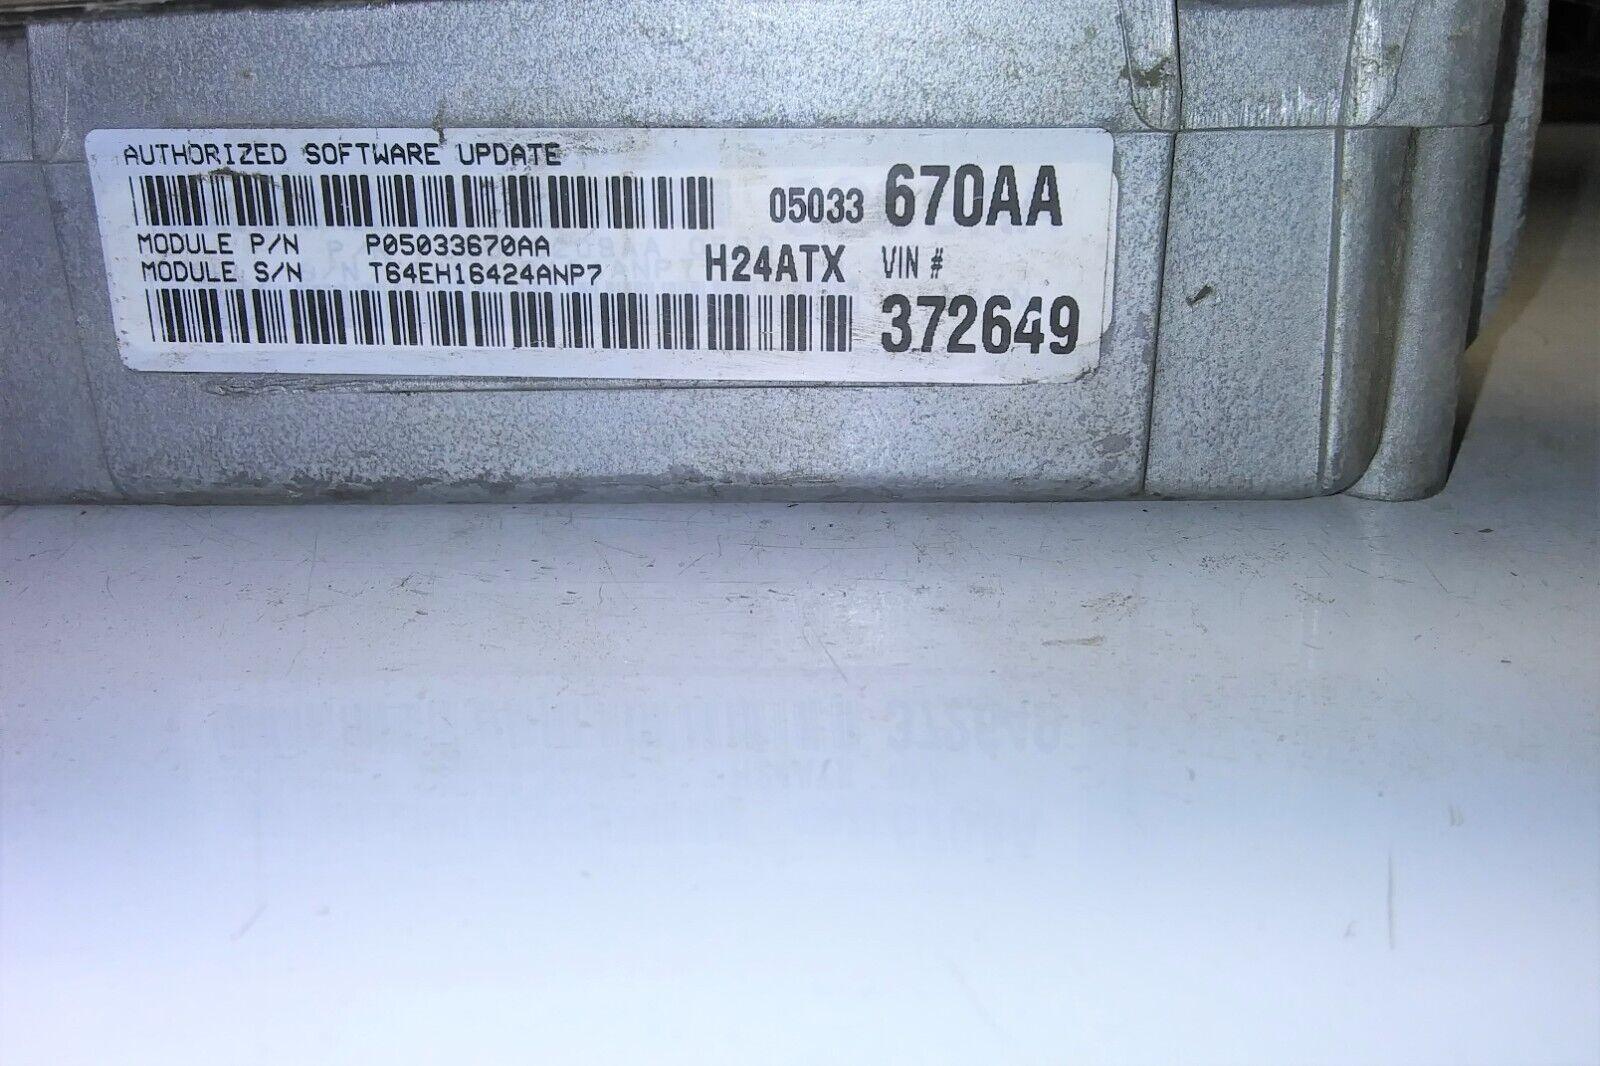 AUTHORIZED SOFTWARE UPDATE
05033 670AA
MODULE P/N P05033670AA
MODULE S/N T64EH16424ANP7
H24ATX VIN #
372649